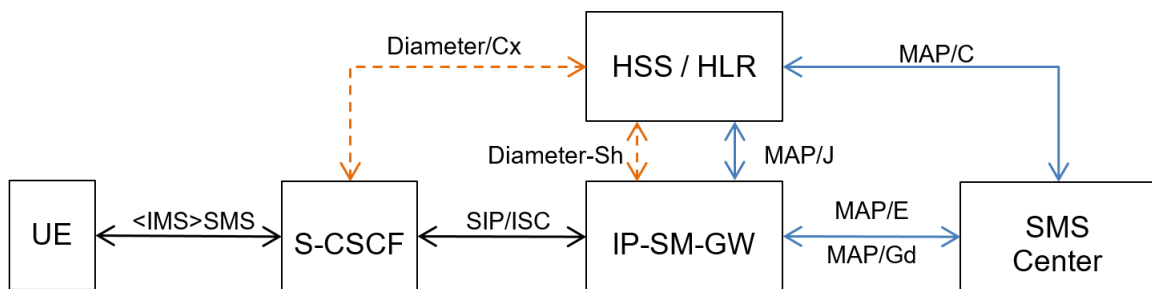 Diameter/Cx
HSS / HLR
MAP/C
Diameter-Sh
MAP/J
UE
<IMS>SMS
S-CSCF
SIP/ISC
IP-SM-GW
MAP/E
MAP/Gd
SMS
Center